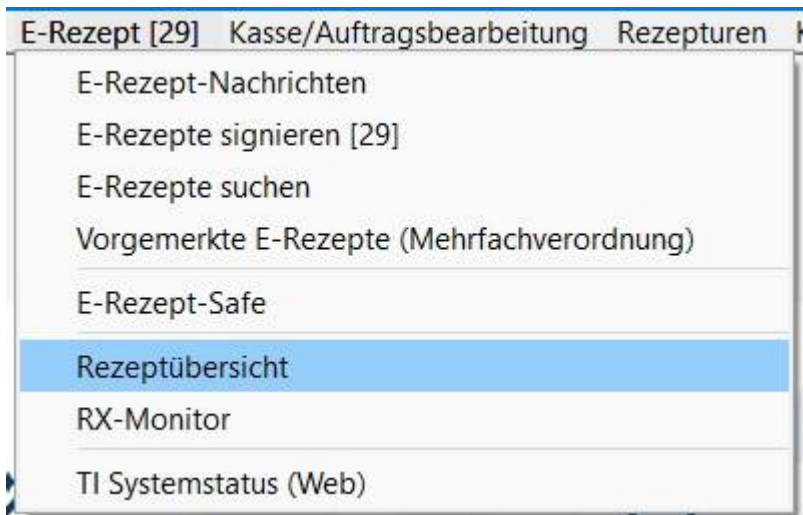 E-Rezept [29] Kasse/Auftragsbearbeitung Rezepturen
E-Rezept-Nachrichten
E-Rezepte signieren [29]
E-Rezepte suchen
Vorgemerkte E-Rezepte (Mehrfachverordnung)
E-Rezept-Safe
Rezeptübersicht
RX-Monitor
TI Systemstatus (Web)